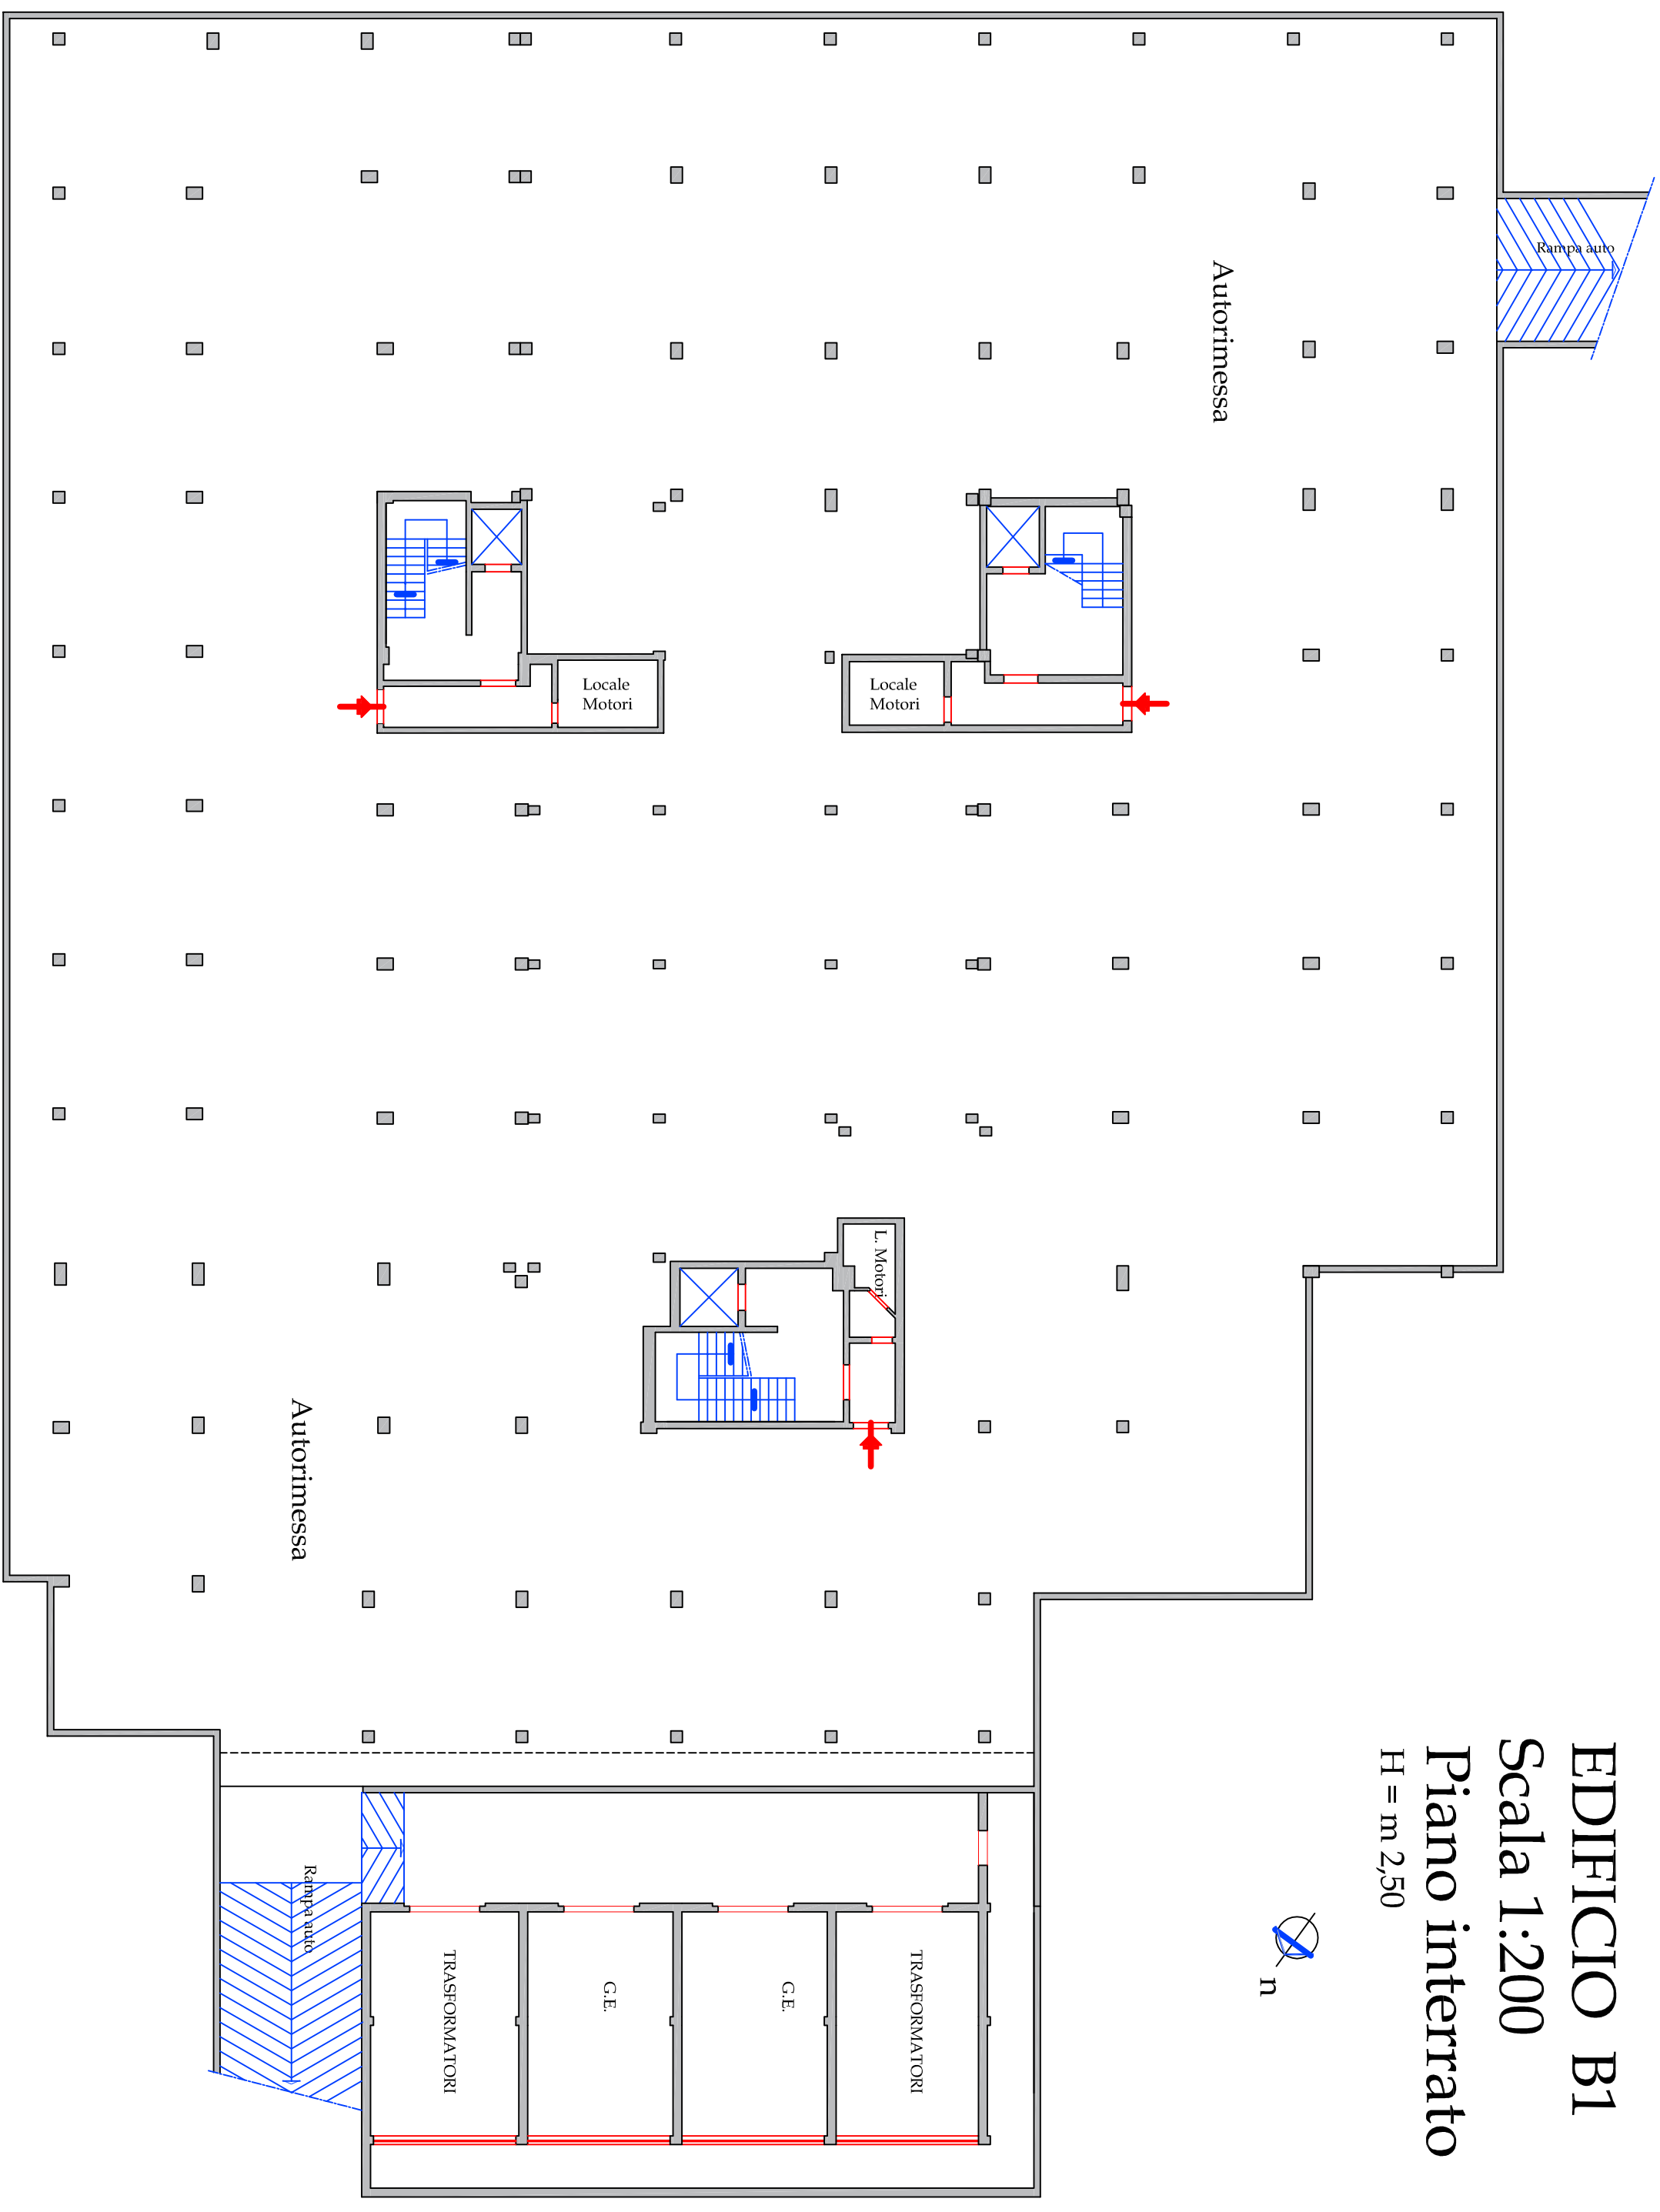 EDIFICIO B1
Scala 1:200
Piano interrato
H = m 2,50
n
Rampa auto
Autorimessa
Locale
Motori
Locale
Motori
L. Motori
Autorimessa
Rampa auto
TRASFORMATORI
G.E.
G.E.
TRASFORMATORI